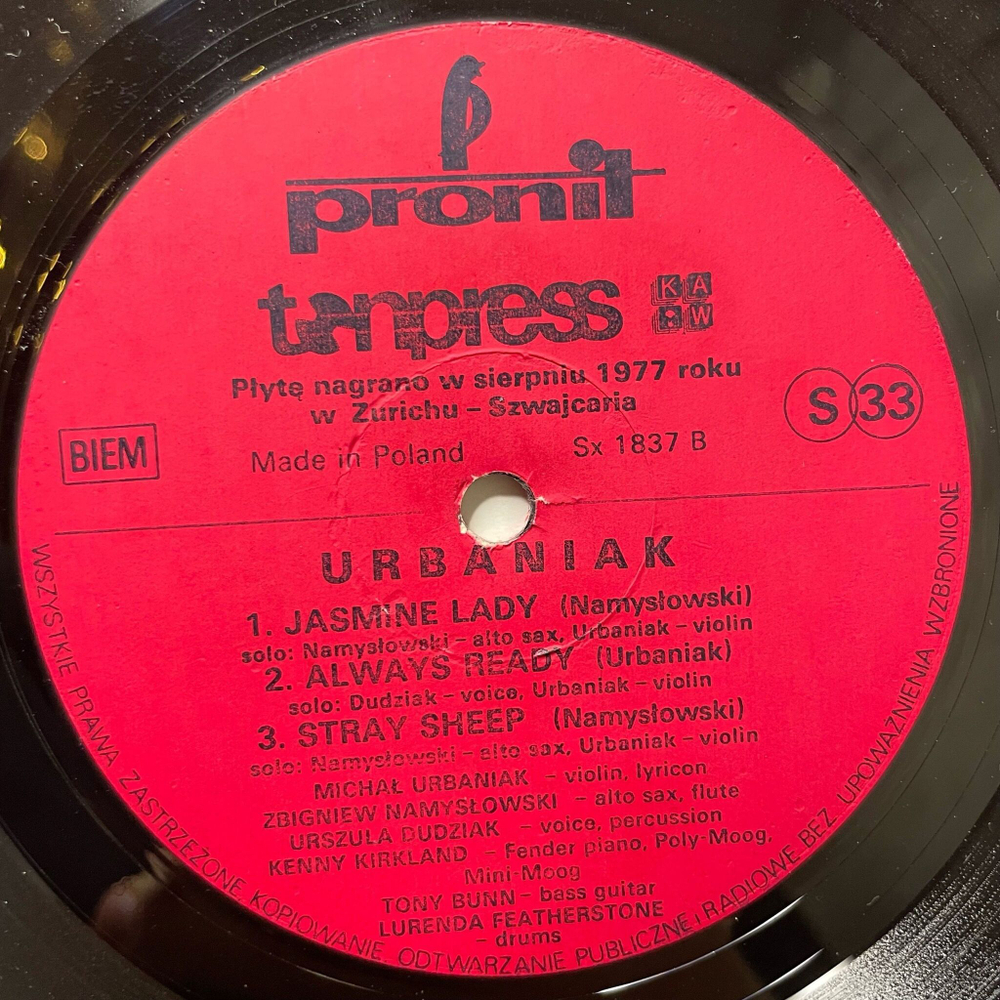 pronit
tonpress KAW
Płytę nagrano w sierpniu 1977 roku
w Zurichu – Szwajcaria
S 33
BIEM
Made in Poland Sx 1837 B
URBANIAK
1. JASMINE LADY (Namysłowski)
solo: Namysłowski – alto sax, Urbaniak – violin
2. ALWAYS READY (Urbaniak)
solo: Dudziak – voice, Urbaniak – violin
3. STRAY SHEEP (Namysłowski)
solo: Namysłowski – alto sax, Urbaniak – violin
MICHAŁ URBANIAK – violin, lyricon
ZBIGNIEW NAMYSŁOWSKI – alto sax, flute
URSZULA DUDZIAK – voice, percussion
KENNY KIRKLAND – Fender piano, Poly-Moog,
Mini-Moog
TONY BUNN – bass guitar
LURENDA FEATHERSTONE
– drums
WSZYSTKIE PRAWA ZASTRZEŻONE KOPIOWANIE ODTWARZANIE PUBLICZNE i RADIOWE BEZ UPOWAŻNIENIA WZBRONIONE